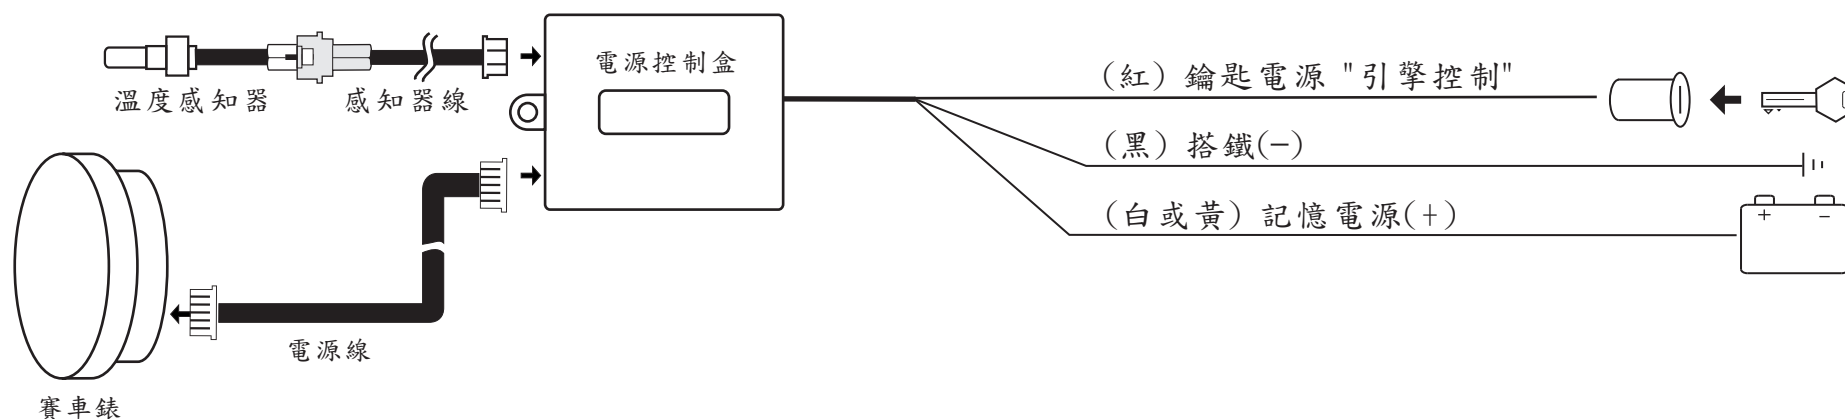 電源控制盒
溫度感知器
感知器線
(紅) 鑰匙電源 "引擎控制"
(黑) 搭鐵(−)
(白或黃) 記憶電源(+)
+ −
電源線
賽車錶